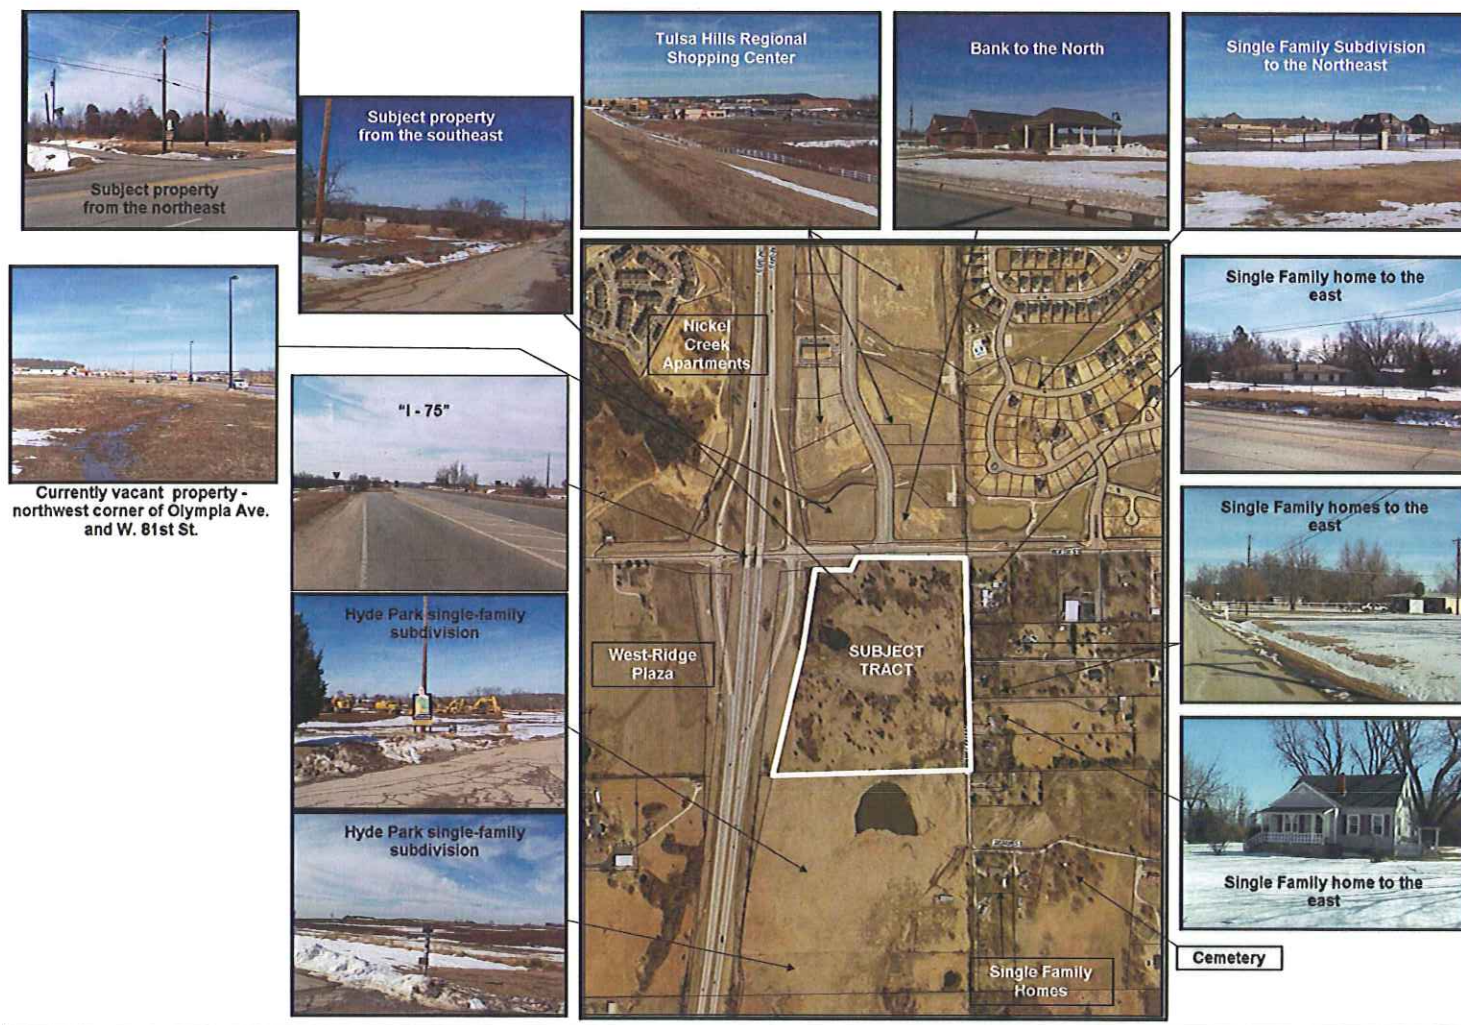 Subject property
from the northeast
Subject property
from the southeast
Tulsa Hills Regional
Shopping Center
Bank to the North
Single Family Subdivision
to the Northeast
Currently vacant property -
northwest corner of Olympia Ave.
and W. 81st St.
"I - 75"
Hyde Park single-family
subdivision
Hyde Park single-family
subdivision
Nickel
Creek
Apartments
West-Ridge
Plaza
SUBJECT
TRACT
Single Family
Homes
Single Family home to the
east
Single Family homes to the
east
Single Family home to the
east
Cemetery